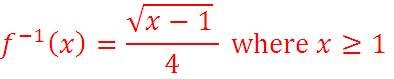 f⁻¹(x) = √(x − 1) / 4 where x ≥ 1